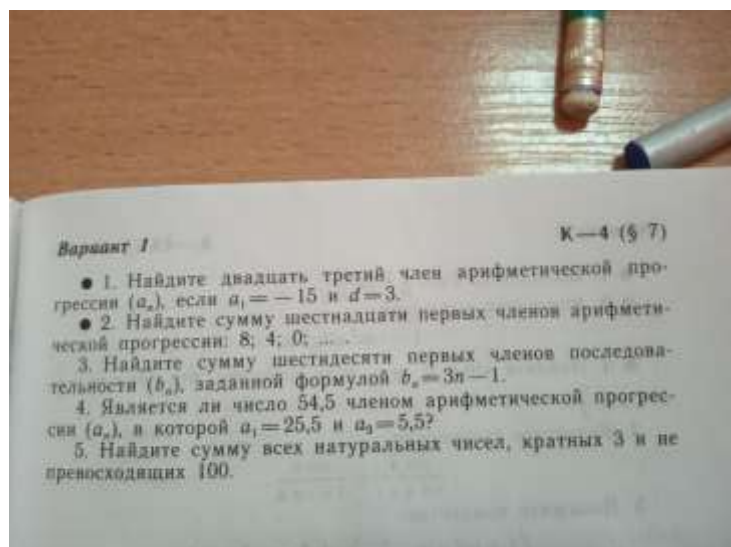 Вариант 1
К—4 (§ 7)
● 1. Найдите двадцать третий член арифметической про-
грессии (aₙ), если a₁ = — 15 и d = 3.
● 2. Найдите сумму шестнадцати первых членов арифмети-
ческой прогрессии: 8; 4; 0; ... .
3. Найдите сумму шестидесяти первых членов последова-
тельности (bₙ), заданной формулой bₙ = 3n — 1.
4. Является ли число 54,5 членом арифметической прогрес-
сии (aₙ), в которой a₁ = 25,5 и a₉ = 5,5?
5. Найдите сумму всех натуральных чисел, кратных 3 и не
превосходящих 100.